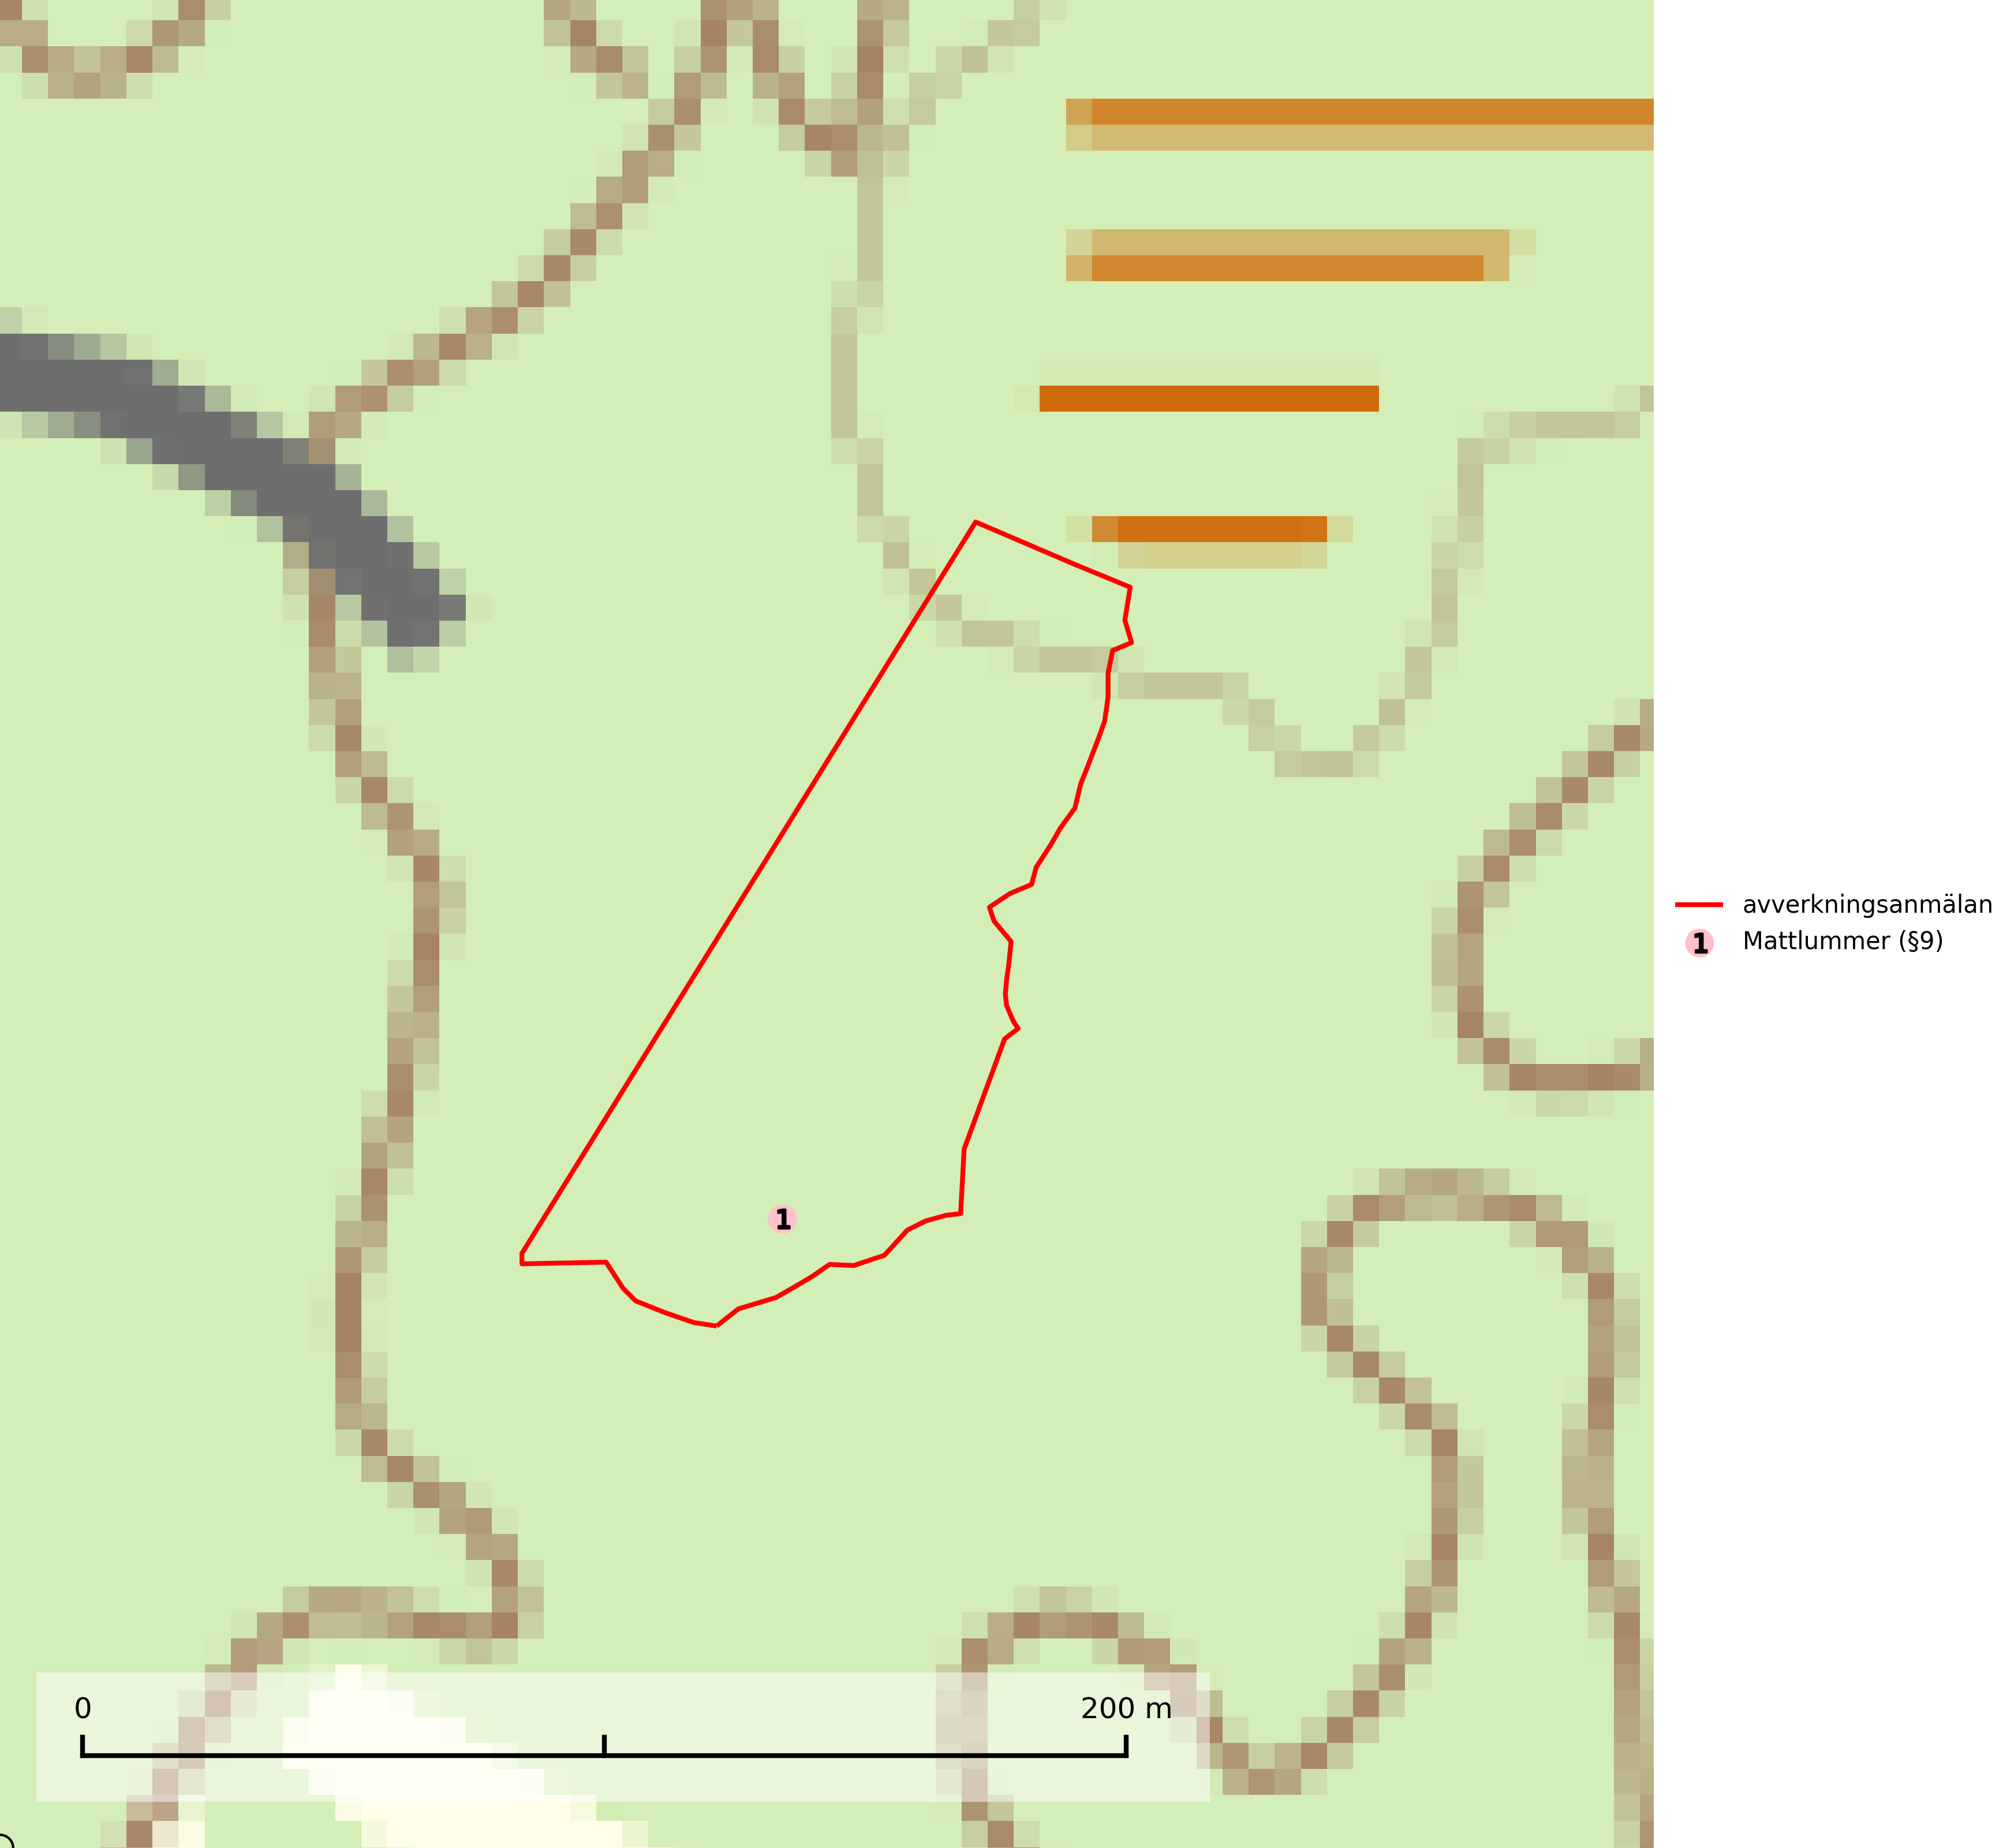 avverkningsanmälan
1 Mattlummer (§9)
1
0 200 m